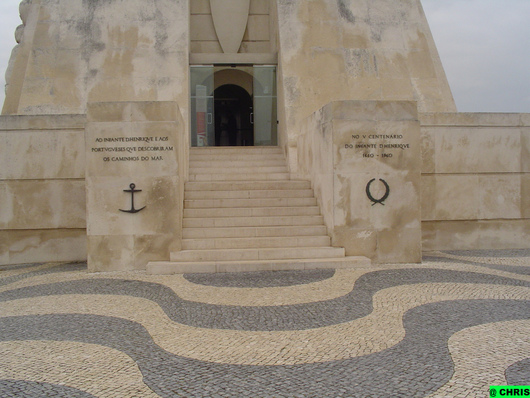 AO INFANTE D.HENRIQUE E AOS
PORTUGUESES QUE DESCOBRIRAM
OS CAMINHOS DO MAR
NO V CENTENARIO
DO INFANTE D.HENRIQUE
1460 – 1960
@ CHRIS